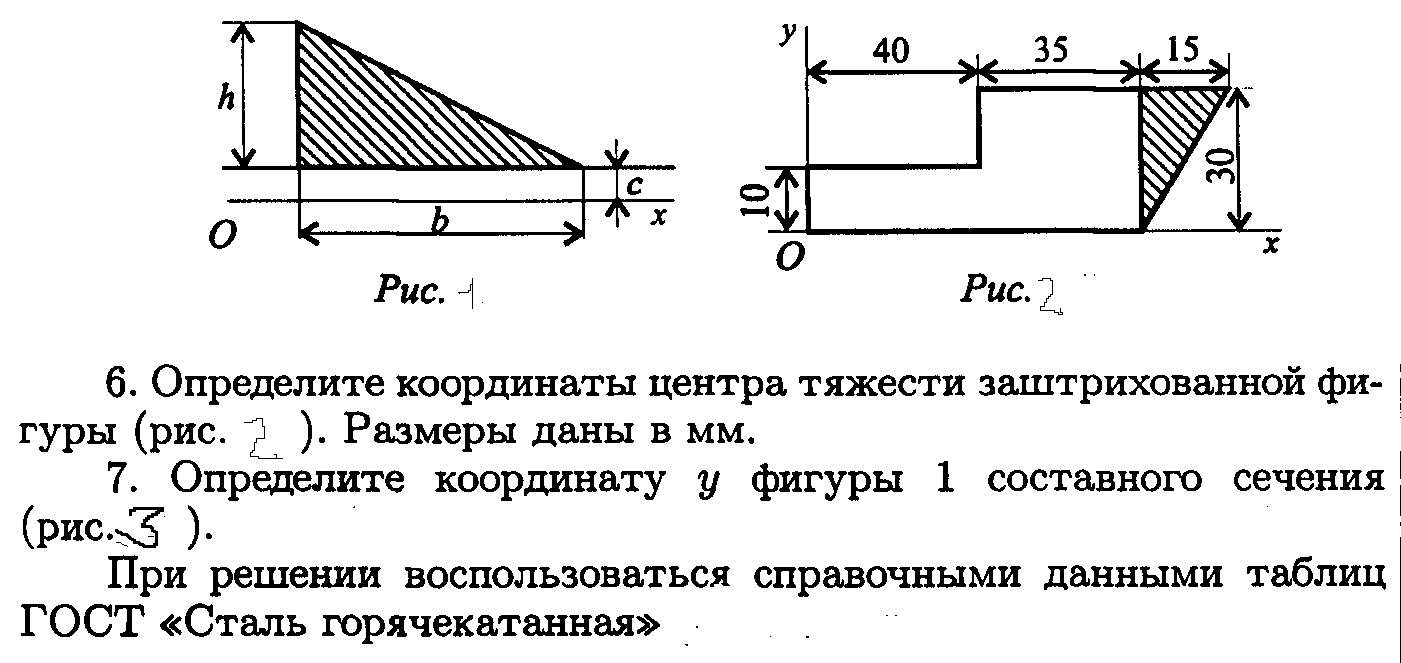 h
b
c
x
O
Рис. 1
y
40
35
15
10
30
O
x
Рис. 2
6. Определите координаты центра тяжести заштрихованной фи-
гуры (рис. 2 ). Размеры даны в мм.
7. Определите координату y фигуры 1 составного сечения
(рис. 3 ).
При решении воспользоваться справочными данными таблиц
ГОСТ «Сталь горячекатанная»